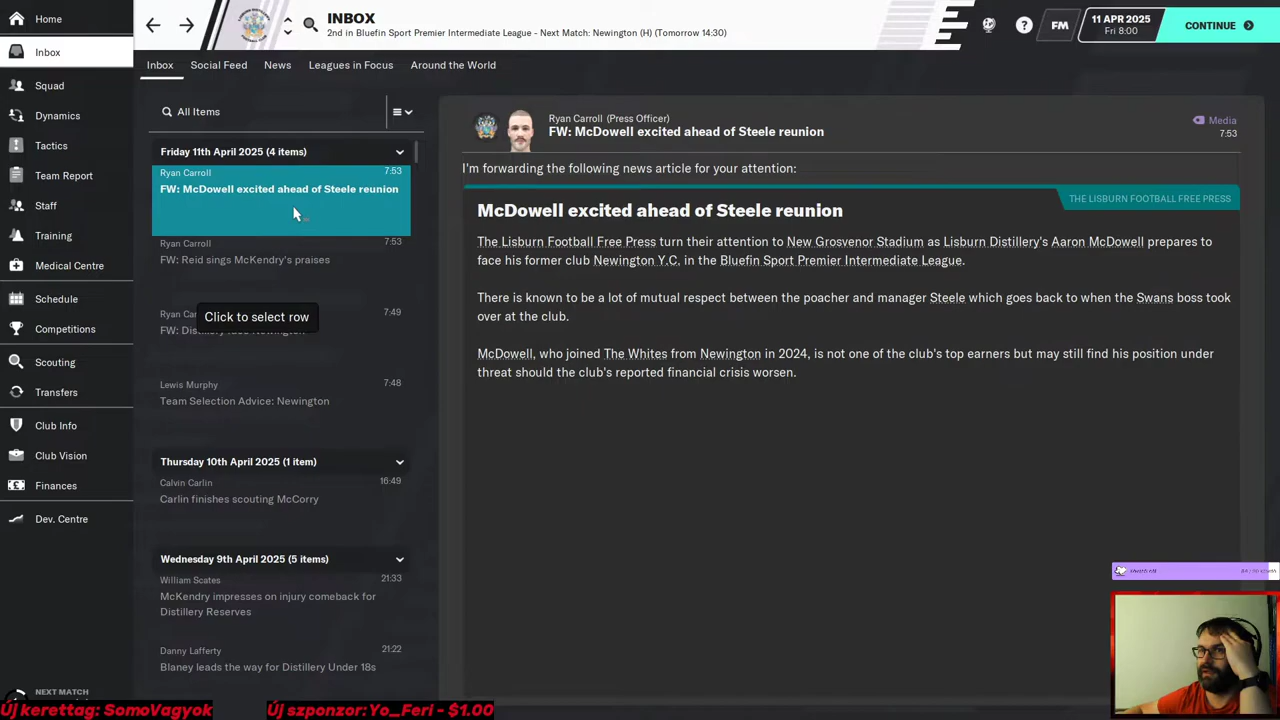 Home
INBOX
2nd in Bluefin Sport Premier Intermediate League - Next Match: Newington (H) (Tomorrow 14:30)
FM
11 APR 2025
Fri 8:00
CONTINUE
Inbox
Squad
Dynamics
Tactics
Team Report
Staff
Training
Medical Centre
Schedule
Competitions
Scouting
Transfers
Club Info
Club Vision
Finances
Dev. Centre
NEXT MATCH
Inbox Social Feed News Leagues in Focus Around the World
All Items
Friday 11th April 2025 (4 items)
Ryan Carroll 7:53
FW: McDowell excited ahead of Steele reunion
Ryan Carroll 7:53
FW: Reid sings McKendry's praises
7:49
Click to select row
Lewis Murphy 7:48
Team Selection Advice: Newington
Thursday 10th April 2025 (1 item)
Calvin Carlin 16:49
Carlin finishes scouting McCorry
Wednesday 9th April 2025 (5 items)
William Scates 21:33
McKendry impresses on injury comeback for
Distillery Reserves
Danny Lafferty 21:22
Blaney leads the way for Distillery Under 18s
Ryan Carroll (Press Officer)
FW: McDowell excited ahead of Steele reunion
Media
7:53
I'm forwarding the following news article for your attention:
THE LISBURN FOOTBALL FREE PRESS
McDowell excited ahead of Steele reunion
The Lisburn Football Free Press turn their attention to New Grosvenor Stadium as Lisburn Distillery's Aaron McDowell prepares to
face his former club Newington Y.C. in the Bluefin Sport Premier Intermediate League.
There is known to be a lot of mutual respect between the poacher and manager Steele which goes back to when the Swans boss took
over at the club.
McDowell, who joined The Whites from Newington in 2024, is not one of the club's top earners but may still find his position under
threat should the club's reported financial crisis worsen.
Új kerettag: SomoVagyok
Új szponzor: Yo_Feri - $1.00